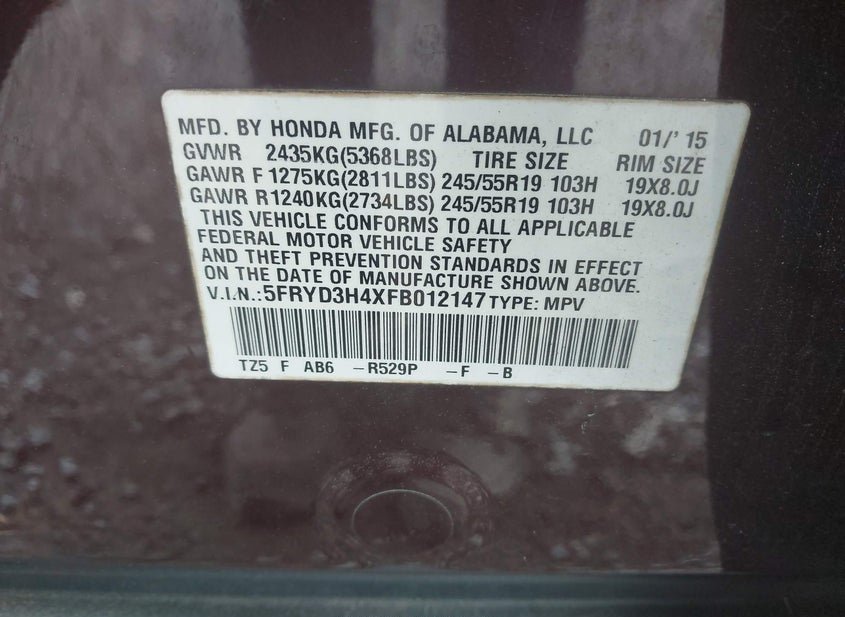 MFD. BY HONDA MFG. OF ALABAMA, LLC 01/' 15
GVWR 2435KG(5368LBS) TIRE SIZE RIM SIZE
GAWR F 1275KG(2811LBS) 245/55R19 103H 19X8.0J
GAWR R1240KG(2734LBS) 245/55R19 103H 19X8.0J
THIS VEHICLE CONFORMS TO ALL APPLICABLE
FEDERAL MOTOR VEHICLE SAFETY
AND THEFT PREVENTION STANDARDS IN EFFECT
ON THE DATE OF MANUFACTURE SHOWN ABOVE.
V.I.N.:5FRYD3H4XFB012147 TYPE: MPV
TZ5 F AB6 -R529P -F -B